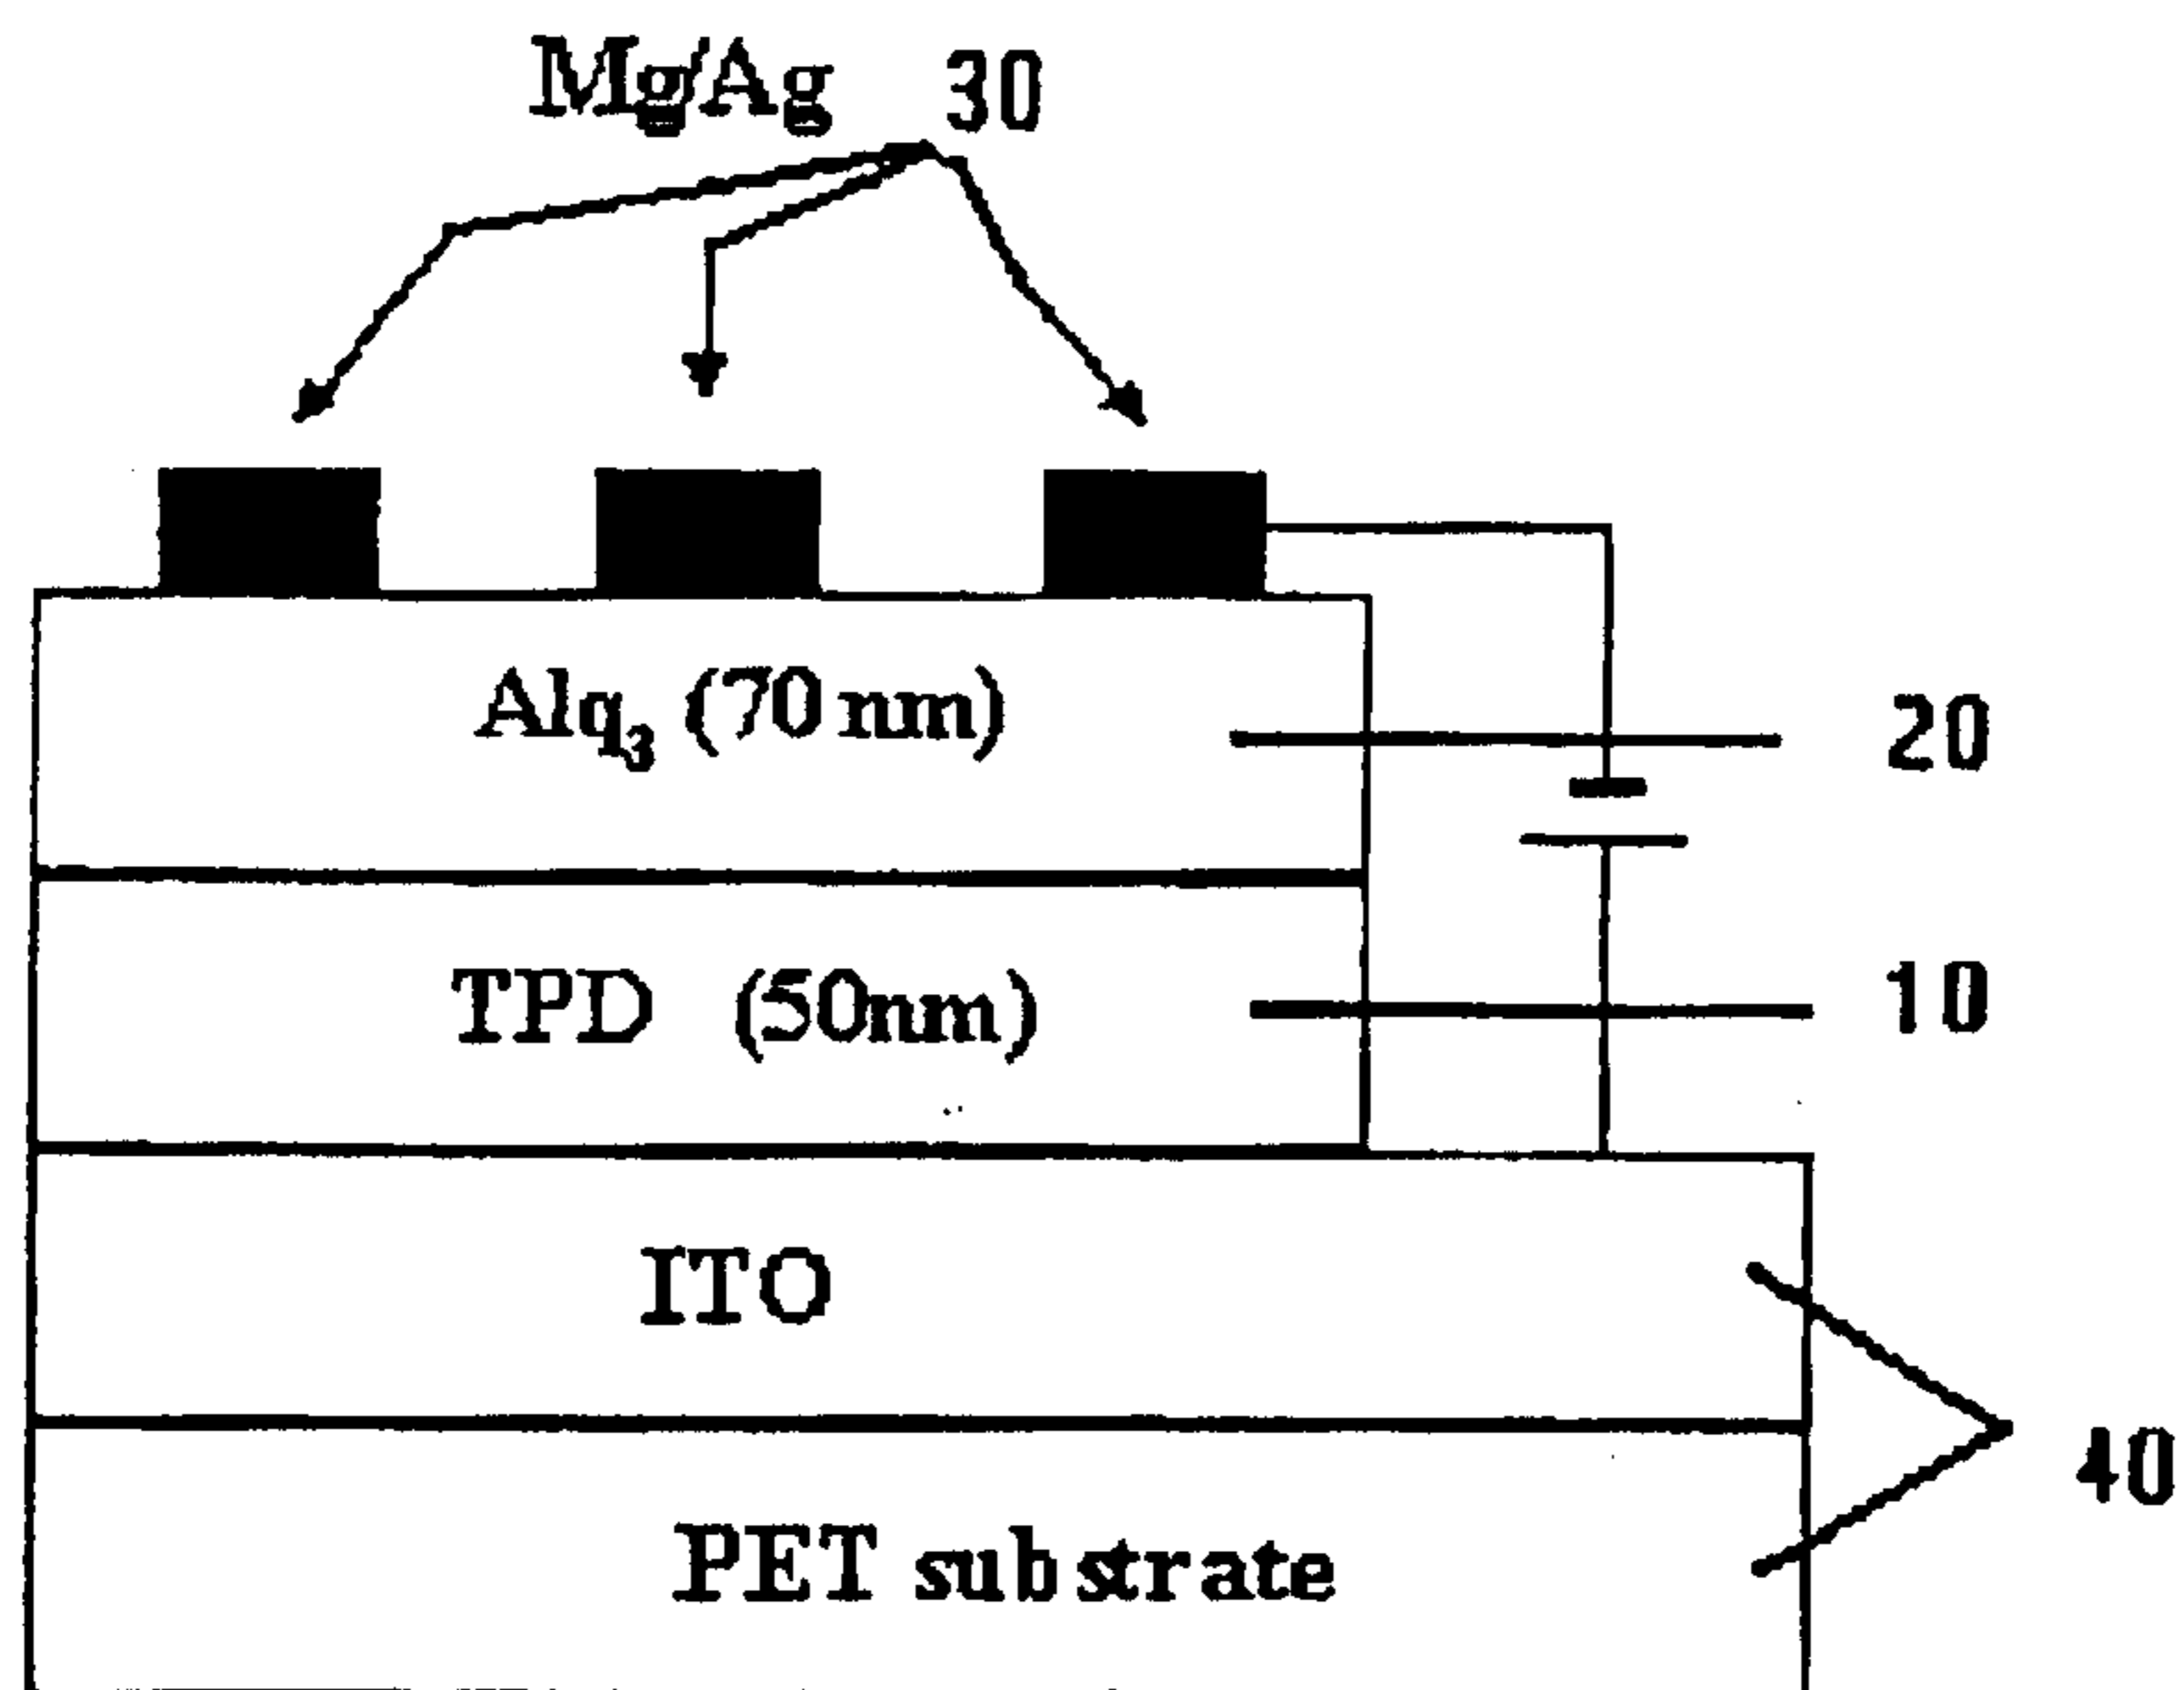 Mg/Ag 30
Alq₃ (70 nm)
20
TPD (50nm)
10
ITO
40
PET substrate